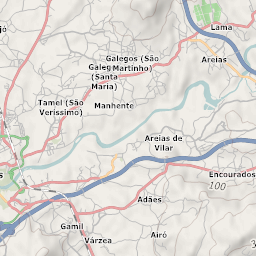 Lama
Galegos (São
Martinho)
Areias
Galeg
(Santa
Maria)
Tamel (São
Veríssimo)
Manhente
Areias de
Vilar
Encourados
100
Adães
Gamil
Airó
Várzea